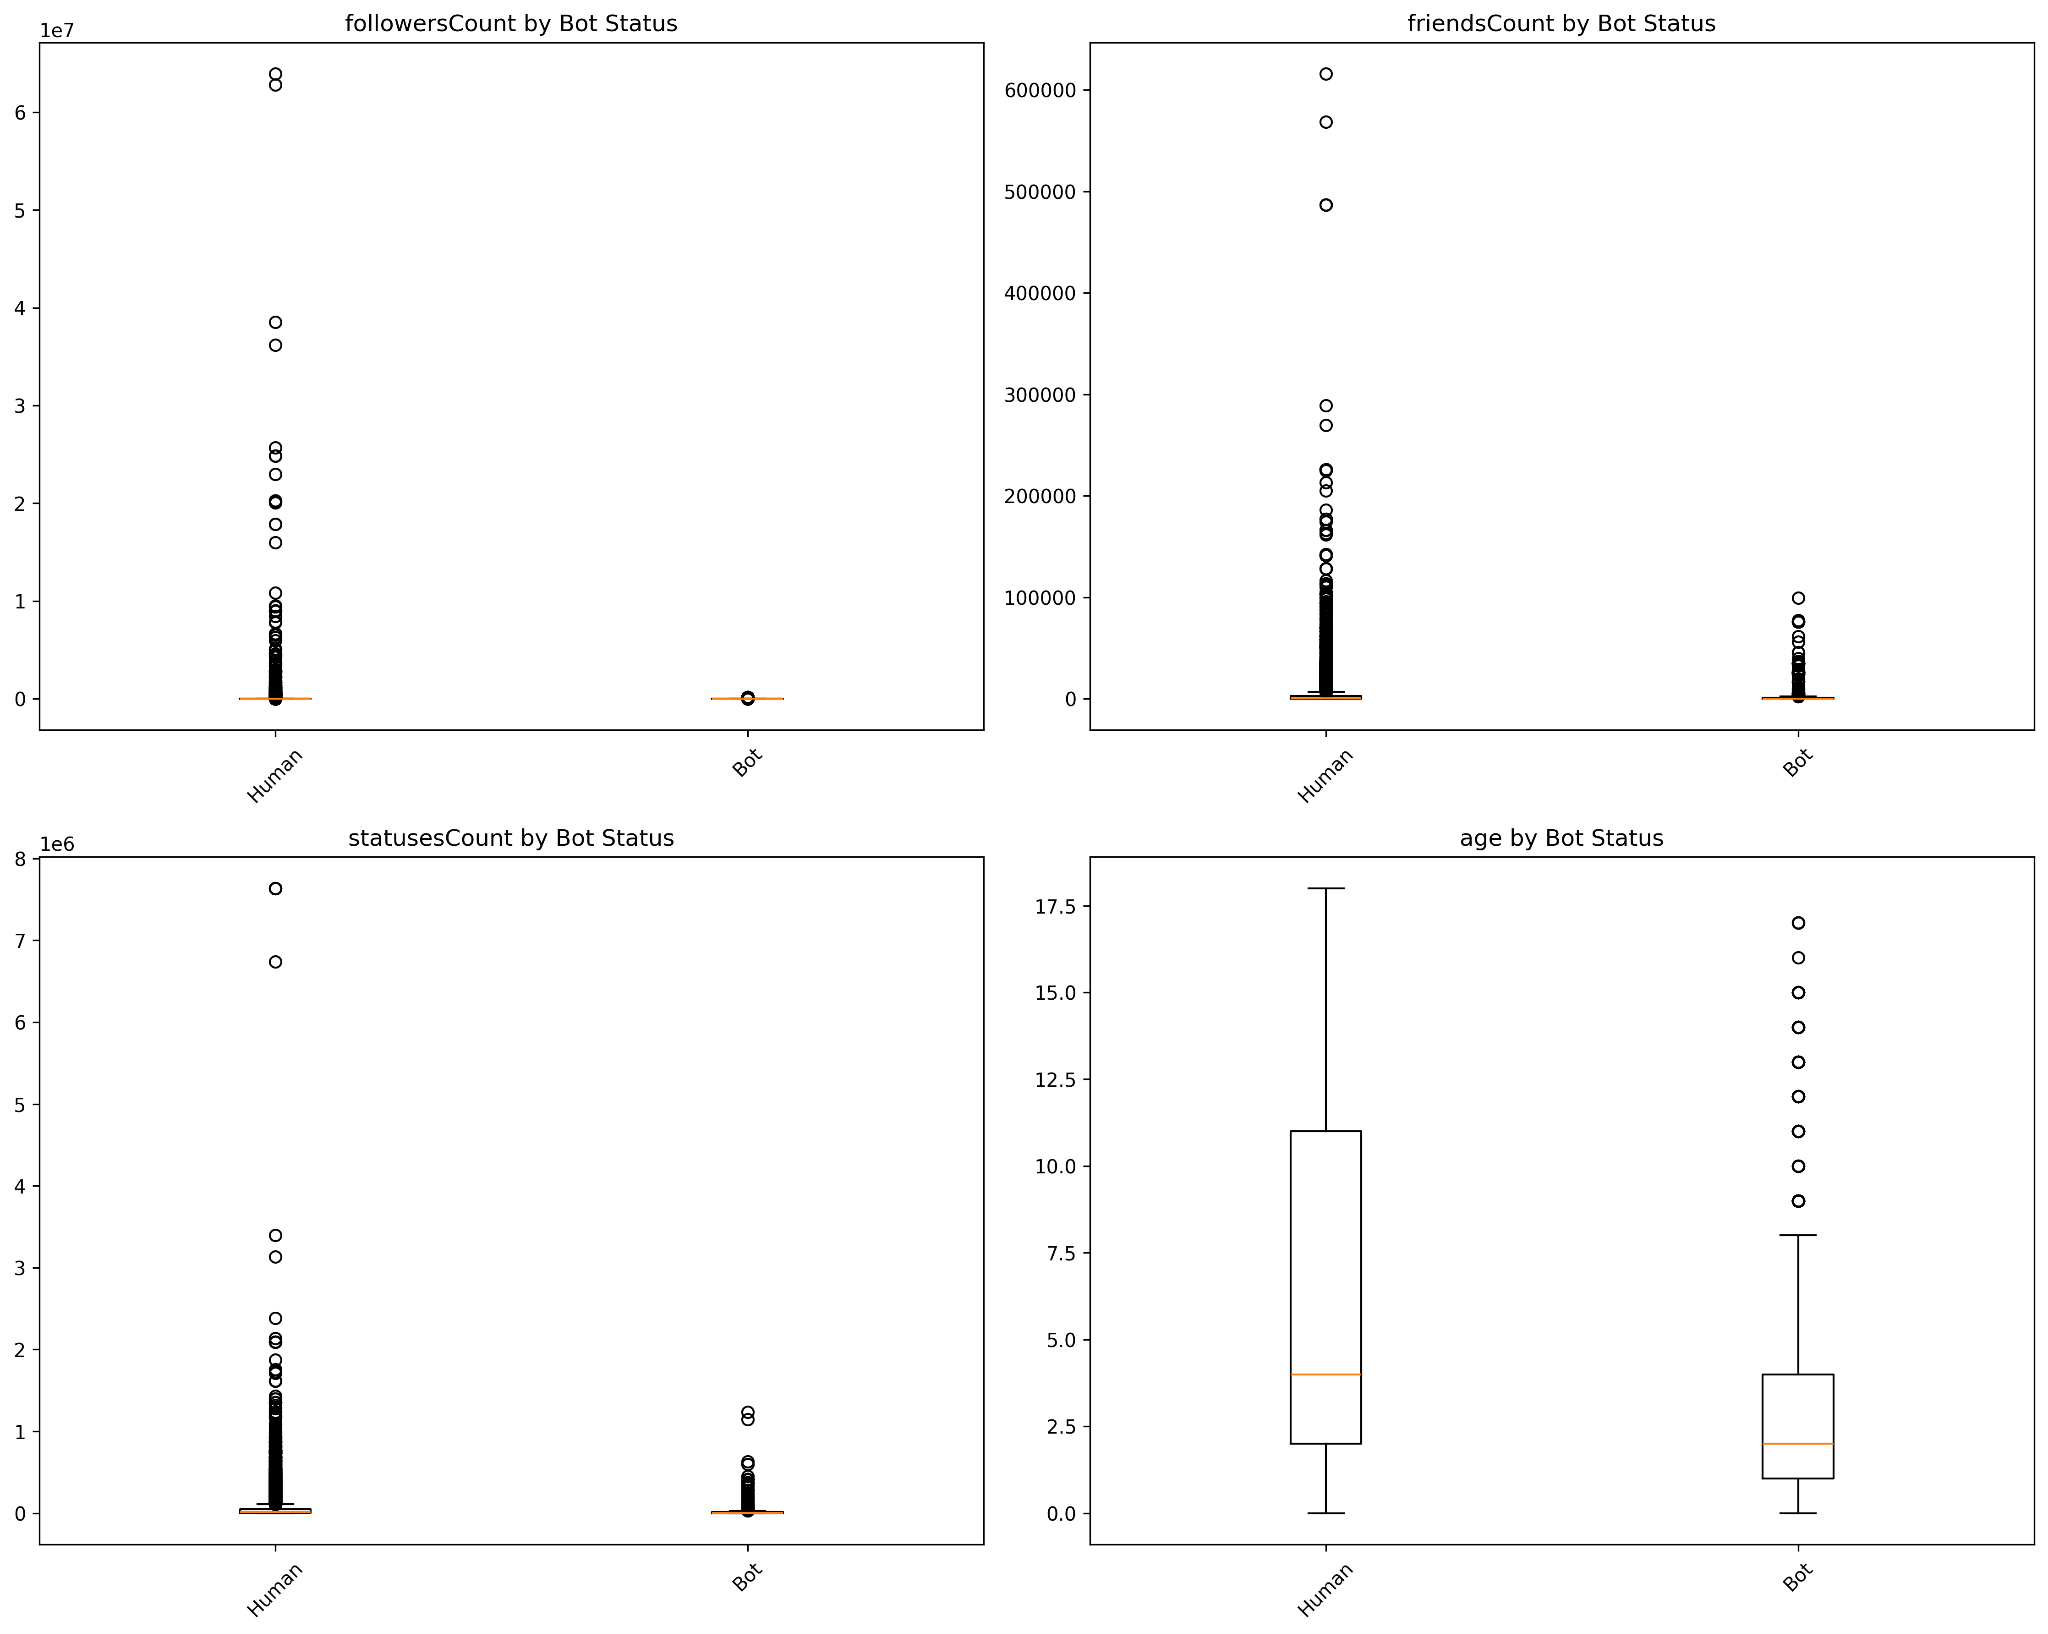 followersCount by Bot Status
1e7
6
5
4
3
2
1
0
Human
Bot
friendsCount by Bot Status
600000
500000
400000
300000
200000
100000
0
Human
Bot
statusesCount by Bot Status
1e6
8
7
6
5
4
3
2
1
0
Human
Bot
age by Bot Status
17.5
15.0
12.5
10.0
7.5
5.0
2.5
0.0
Human
Bot